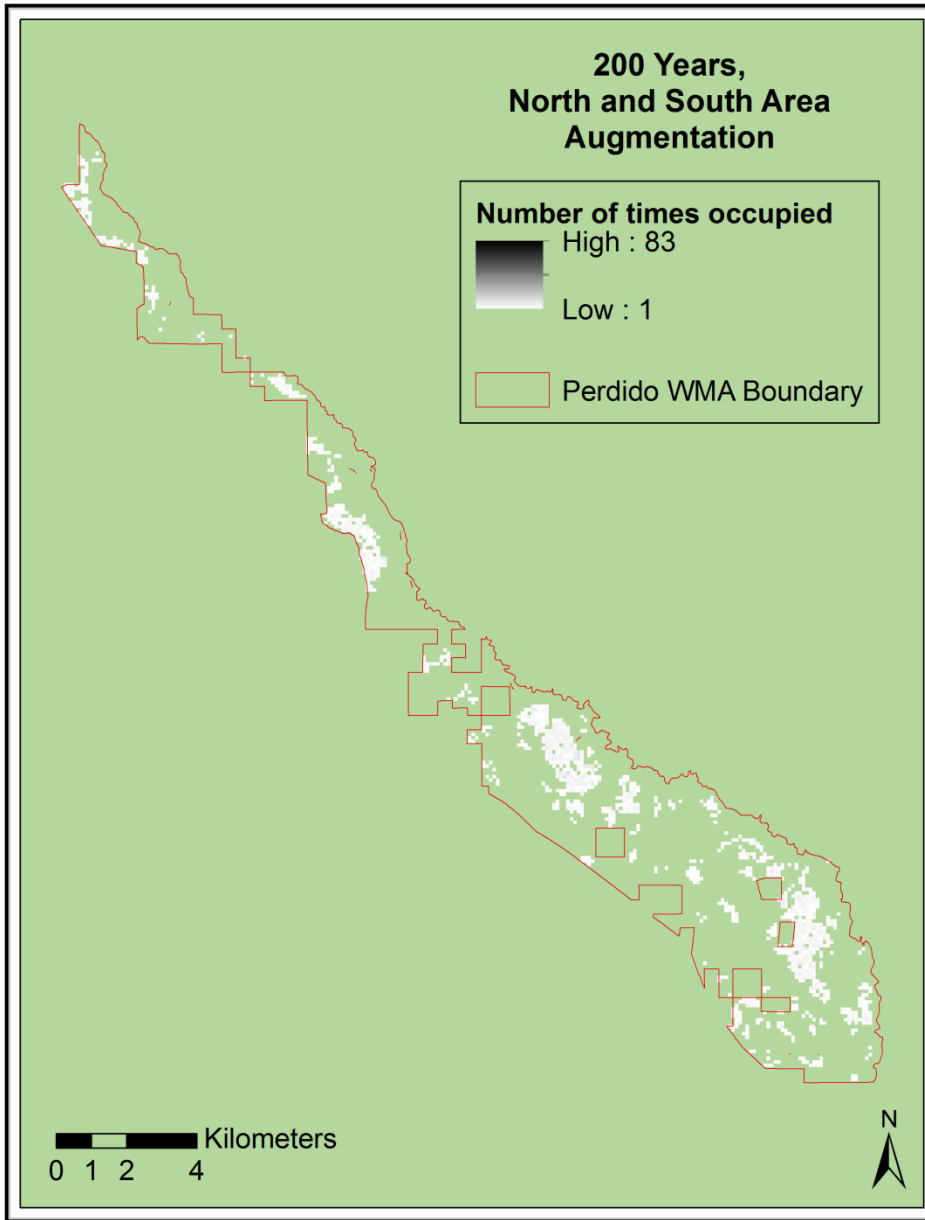 200 Years,
North and South Area
Augmentation
Number of times occupied
High : 83
Low : 1
Perdido WMA Boundary
Kilometers
0 1 2 4
N